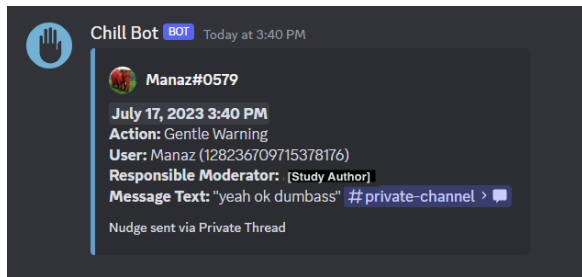 Chill Bot BOT Today at 3:40 PM
Manaz#0579
July 17, 2023 3:40 PM
Action: Gentle Warning
User: Manaz (128236709715378176)
Responsible Moderator: [Study Author]
Message Text: "yeah ok dumbass" #private-channel >
Nudge sent via Private Thread